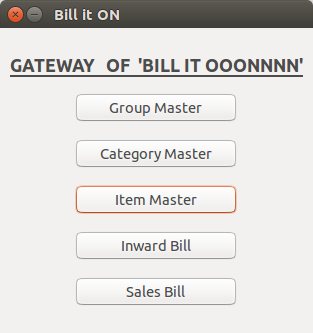 Bill it ON
GATEWAY OF 'BILL IT OOONNNN'
Group Master
Category Master
Item Master
Inward Bill
Sales Bill